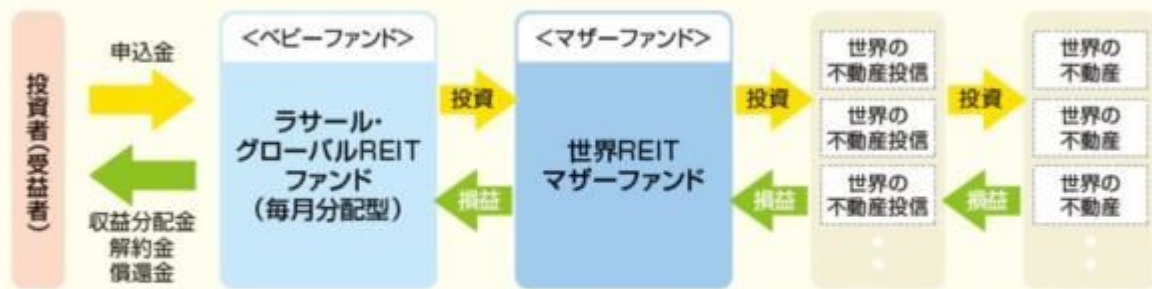 投資者(受益者)
申込金
収益分配金
解約金
償還金
<ベビーファンド>
ラサール・
グローバルREIT
ファンド
(毎月分配型)
投資
損益
<マザーファンド>
世界REIT
マザーファンド
投資
損益
世界の
不動産投信
世界の
不動産投信
世界の
不動産投信
投資
損益
世界の
不動産
世界の
不動産
世界の
不動産